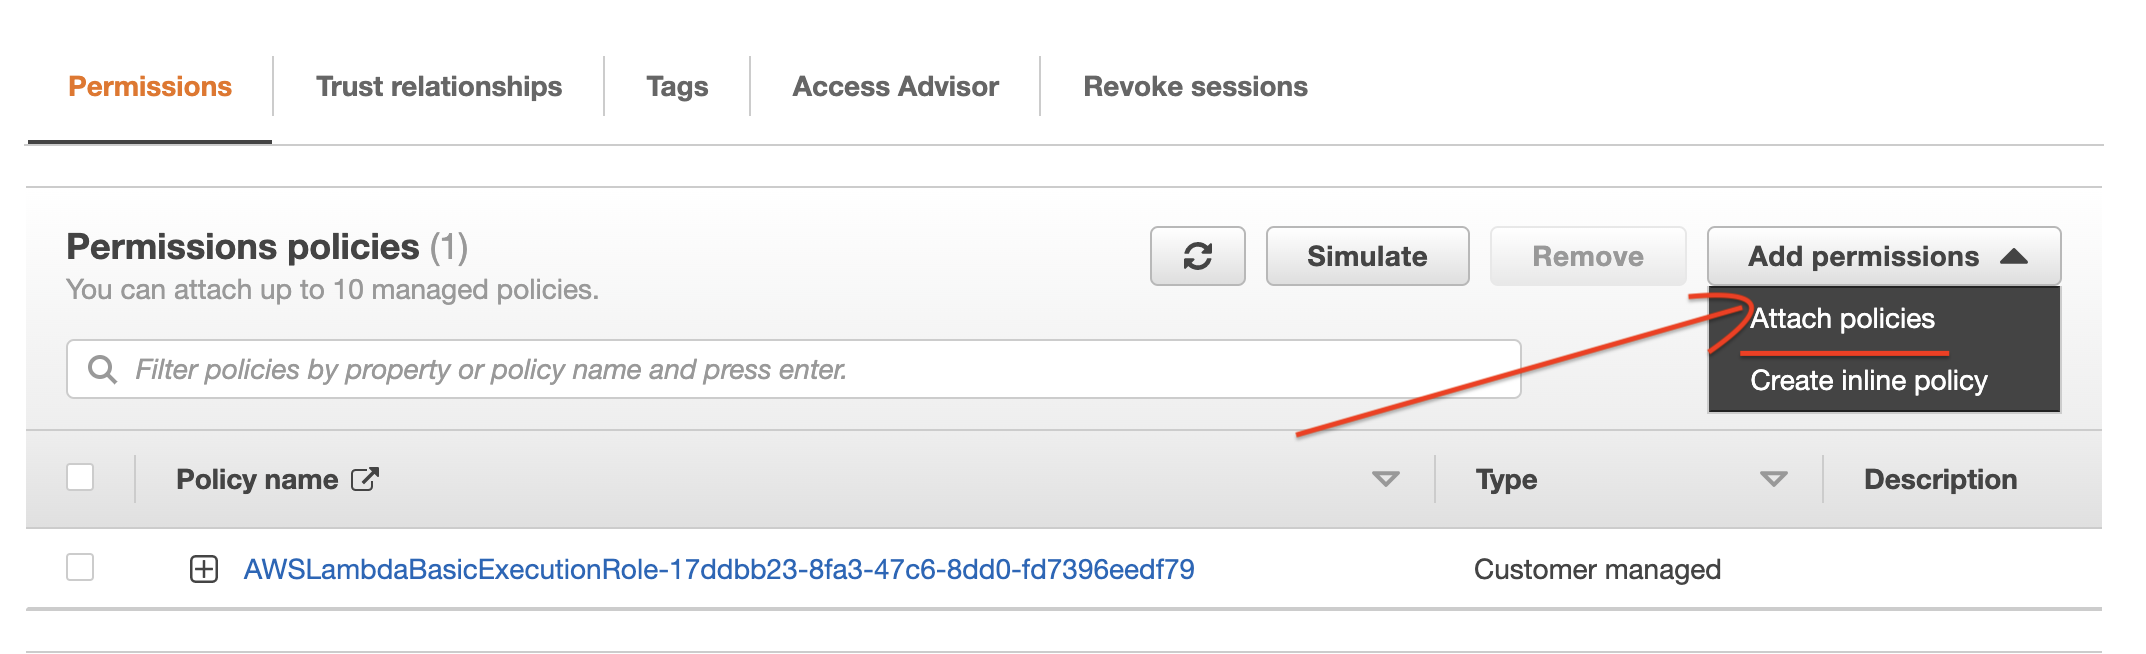 Permissions Trust relationships Tags Access Advisor Revoke sessions
Permissions policies (1)
You can attach up to 10 managed policies.
Simulate Remove Add permissions
Attach policies
Create inline policy
Filter policies by property or policy name and press enter.
Policy name Type Description
AWSLambdaBasicExecutionRole-17ddbb23-8fa3-47c6-8dd0-fd7396eedf79 Customer managed